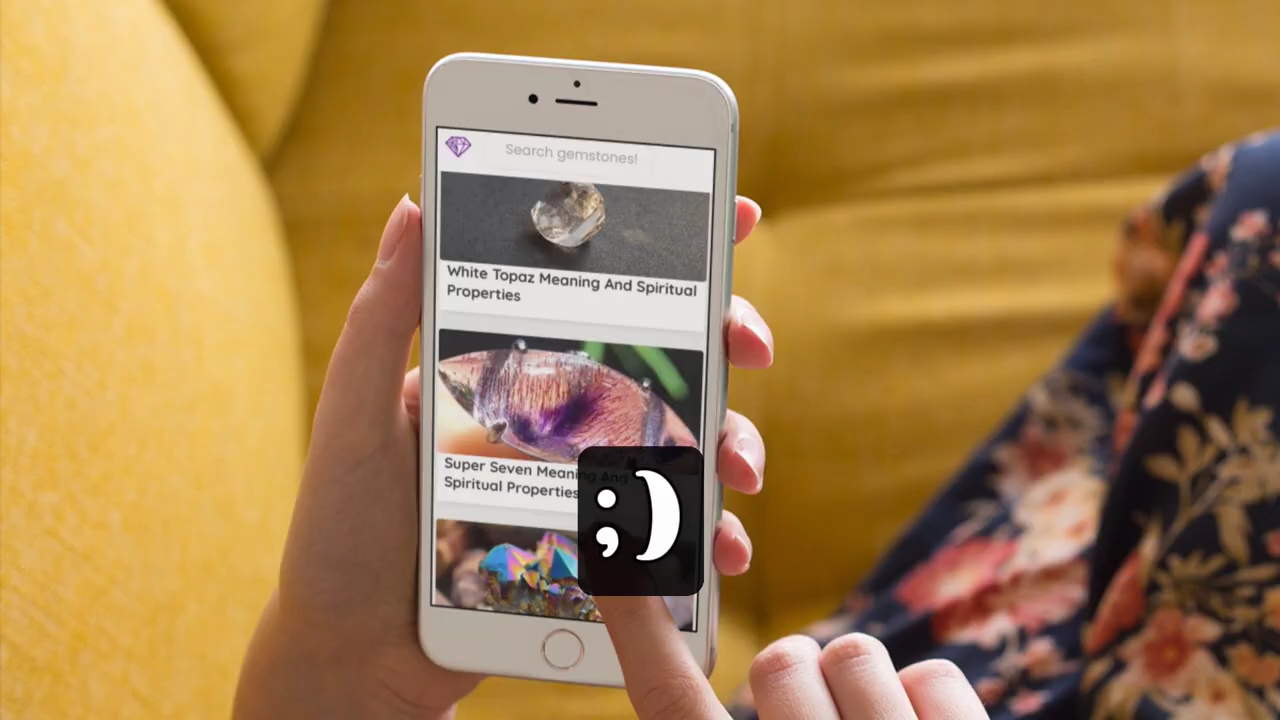 Search gemstones!
White Topaz Meaning And Spiritual
Properties
Super Seven Meaning And
Spiritual Properties
;)